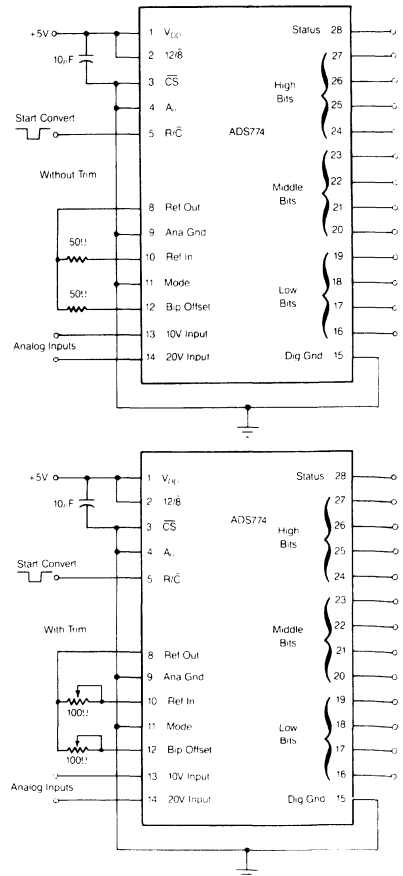 +5V
10µF
Start Convert
Without Trim
50Ω
50Ω
Analog Inputs
1 V_DD
2 12/8̅
3 C̅S̅
4 A₀
5 R/C̅
8 Ref Out
9 Ana Gnd
10 Ref In
11 Mode
12 Bip Offset
13 10V Input
14 20V Input
ADS774
Status 28
27
High Bits
26
25
24
23
Middle Bits
22
21
20
19
Low Bits
18
17
16
Dig Gnd 15
+5V
10µF
Start Convert
With Trim
100Ω
100Ω
Analog Inputs
1 V_DD
2 12/8̅
3 C̅S̅
4 A₀
5 R/C̅
8 Ref Out
9 Ana Gnd
10 Ref In
11 Mode
12 Bip Offset
13 10V Input
14 20V Input
ADS774
Status 28
27
High Bits
26
25
24
23
Middle Bits
22
21
20
19
Low Bits
18
17
16
Dig Gnd 15